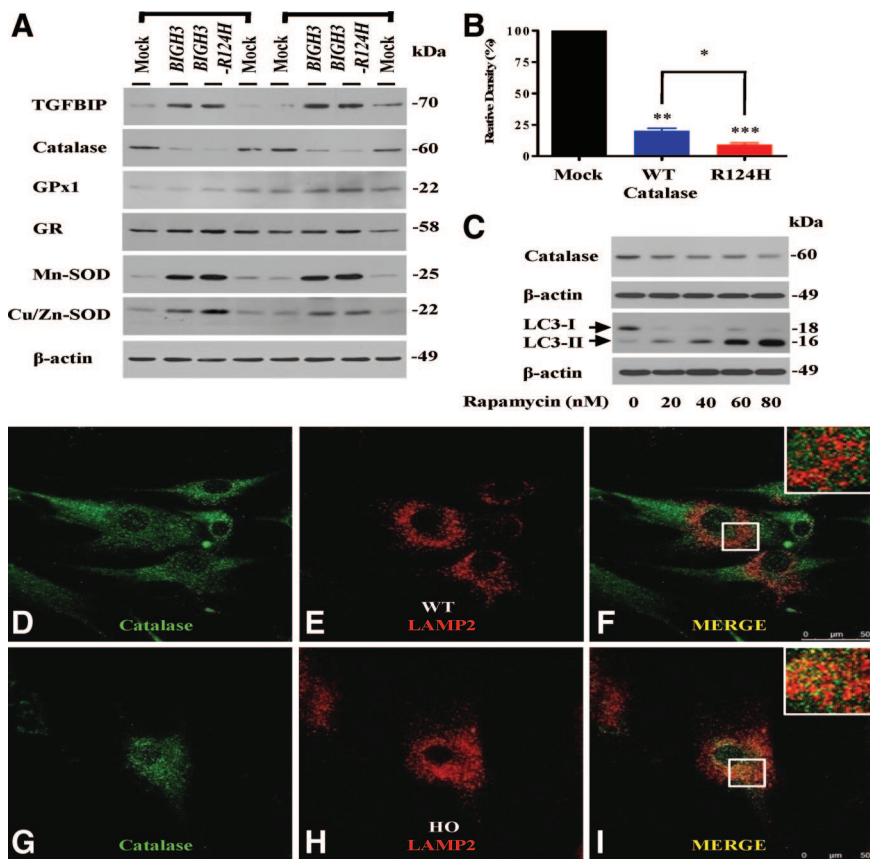 A
Mock
BIGH3
BIGH3
-R124H
Mock
Mock
BIGH3
BIGH3
-R124H
Mock
kDa
TGFBIP
-70
Catalase
-60
GPx1
-22
GR
-58
Mn-SOD
-25
Cu/Zn-SOD
-22
β-actin
-49
B
Reative Density (%)
100
75
50
25
0
*
**
***
Mock
WT
R124H
Catalase
C
kDa
Catalase
-60
β-actin
-49
LC3-I
-18
LC3-II
-16
β-actin
-49
Rapamycin (nM) 0 20 40 60 80
D
Catalase
E
WT
LAMP2
F
MERGE
0 µm 50
G
Catalase
H
HO
LAMP2
I
MERGE
0 µm 50